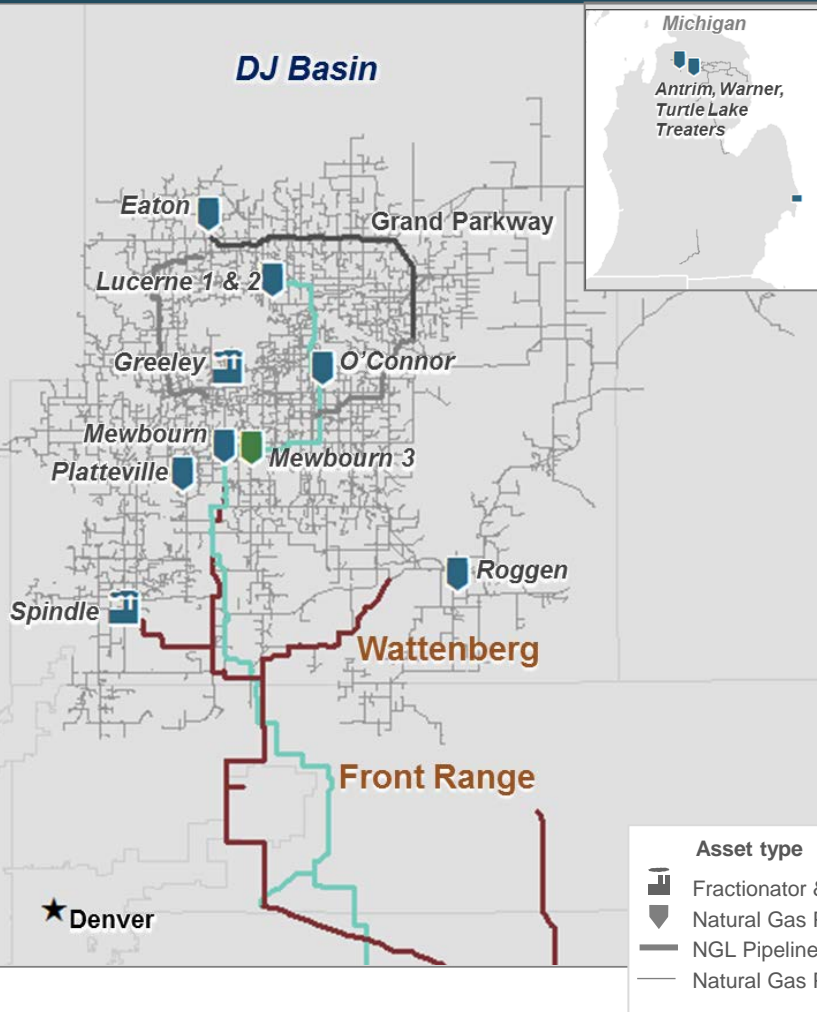 DJ Basin
Michigan
Antrim, Warner,
Turtle Lake
Treaters
Eaton
Grand Parkway
Lucerne 1 & 2
Greeley
O'Connor
Mewbourn
Mewbourn 3
Platteville
Roggen
Spindle
Wattenberg
Front Range
Denver
Asset type
Fractionator &
Natural Gas P
NGL Pipeline
Natural Gas P